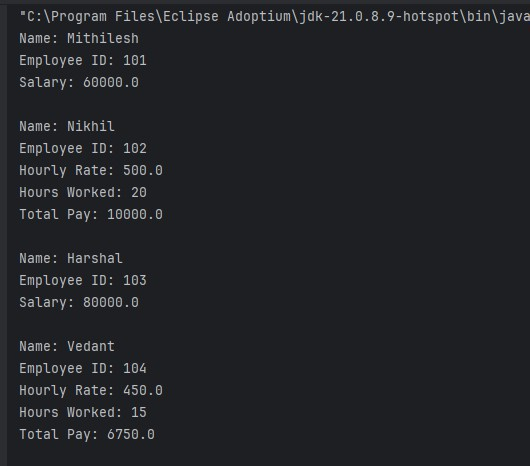 "C:\Program Files\Eclipse Adoptium\jdk-21.0.8.9-hotspot\bin\java
Name: Mithilesh
Employee ID: 101
Salary: 60000.0
Name: Nikhil
Employee ID: 102
Hourly Rate: 500.0
Hours Worked: 20
Total Pay: 10000.0
Name: Harshal
Employee ID: 103
Salary: 80000.0
Name: Vedant
Employee ID: 104
Hourly Rate: 450.0
Hours Worked: 15
Total Pay: 6750.0